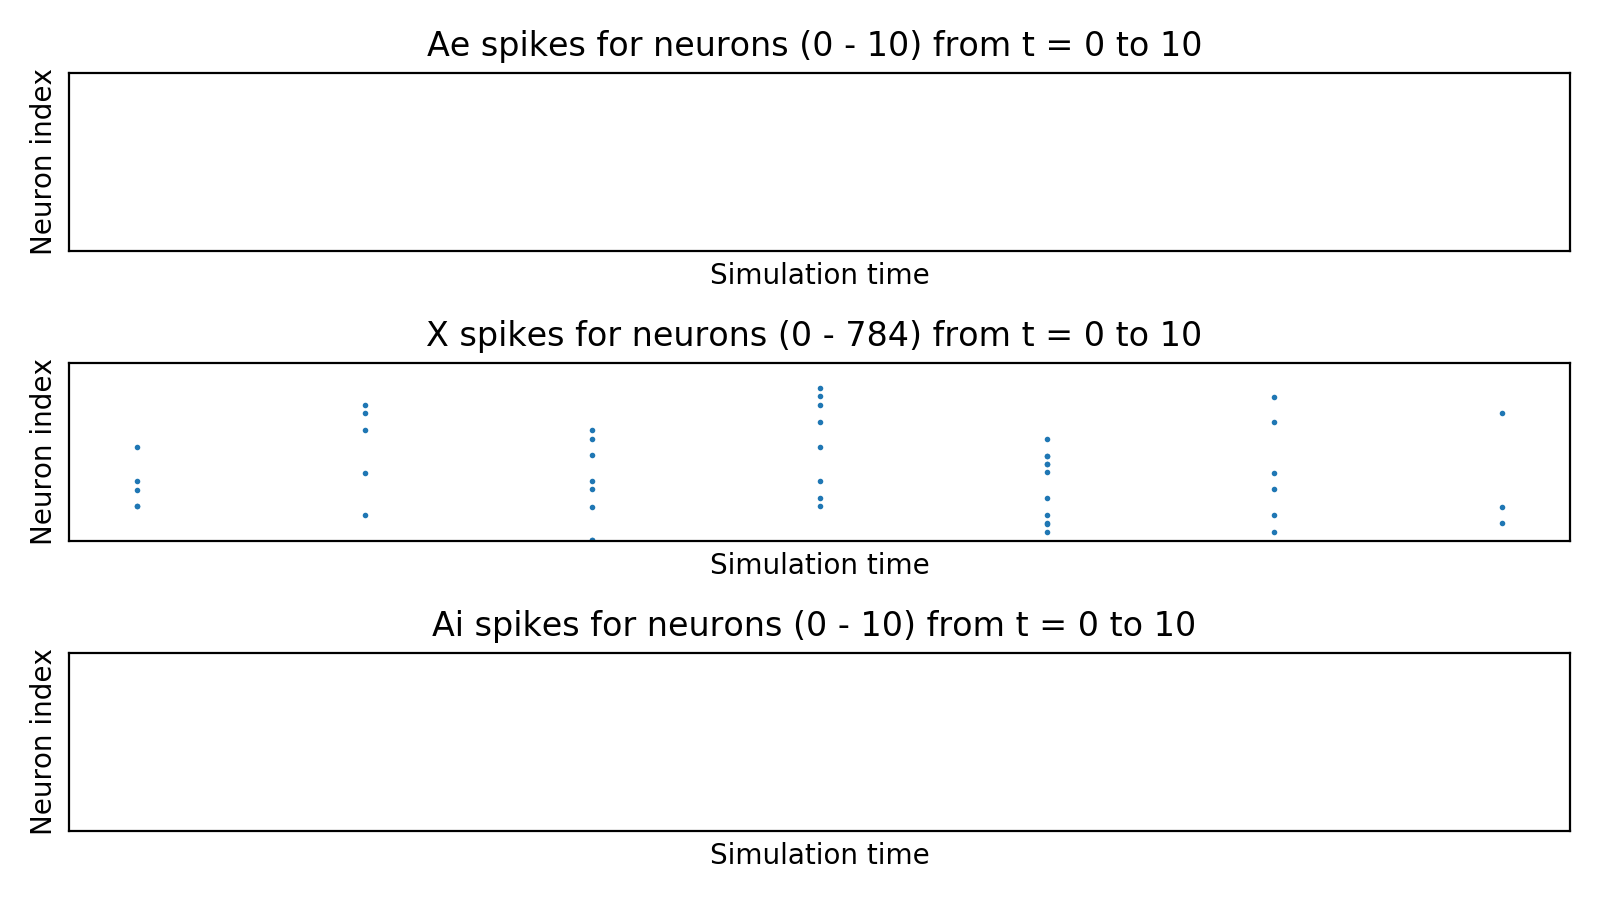 Ae spikes for neurons (0 - 10) from t = 0 to 10
Neuron index
Simulation time
X spikes for neurons (0 - 784) from t = 0 to 10
Neuron index
Simulation time
Ai spikes for neurons (0 - 10) from t = 0 to 10
Neuron index
Simulation time